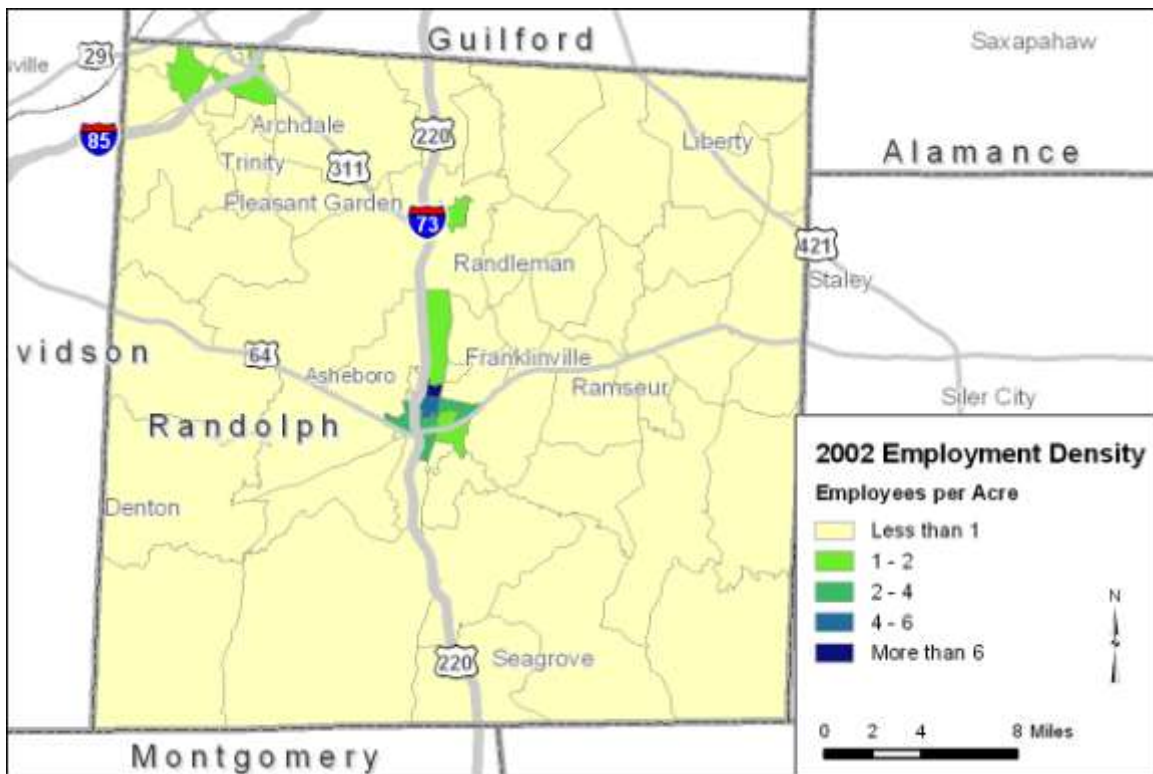 Guilford
Saxapahaw
29
ville
85
Archdale
220
Liberty
Alamance
Trinity
311
Pleasant Garden
73
421
Randleman
Staley
vidson
64
Franklinville
Asheboro
Ramseur
Siler City
Randolph
Denton
220
Seagrove
Montgomery
2002 Employment Density
Employees per Acre
Less than 1
1 - 2
2 - 4
4 - 6
More than 6
N
0 2 4 8 Miles